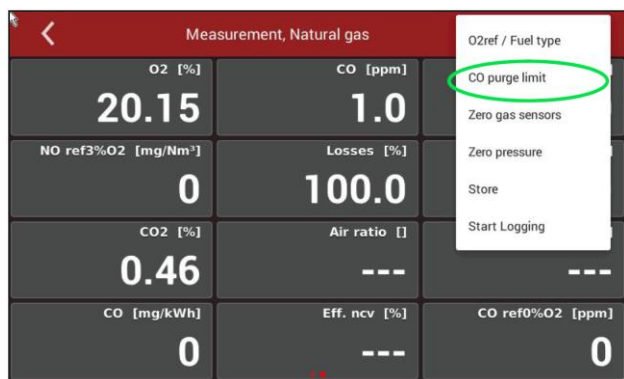 Measurement, Natural gas
O2 [%]
20.15
CO [ppm]
1.0
O2ref / Fuel type
CO purge limit
Zero gas sensors
Zero pressure
Store
Start Logging
NO ref3%O2 [mg/Nm³]
0
Losses [%]
100.0
CO2 [%]
0.46
Air ratio []
---
---
CO [mg/kWh]
0
Eff. ncv [%]
---
CO ref0%O2 [ppm]
0